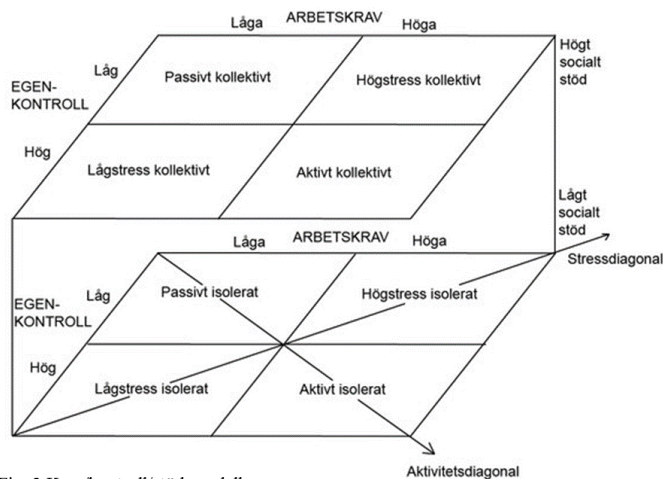 Låga ARBETSKRAV Höga
Låg
EGEN-
KONTROLL
Hög
Passivt kollektivt
Högstress kollektivt
Lågstress kollektivt
Aktivt kollektivt
Högt
socialt
stöd
Lågt
socialt
stöd
Låga ARBETSKRAV Höga
Stressdiagonal
Låg
EGEN-
KONTROLL
Hög
Passivt isolerat
Högstress isolerat
Lågstress isolerat
Aktivt isolerat
Aktivitetsdiagonal